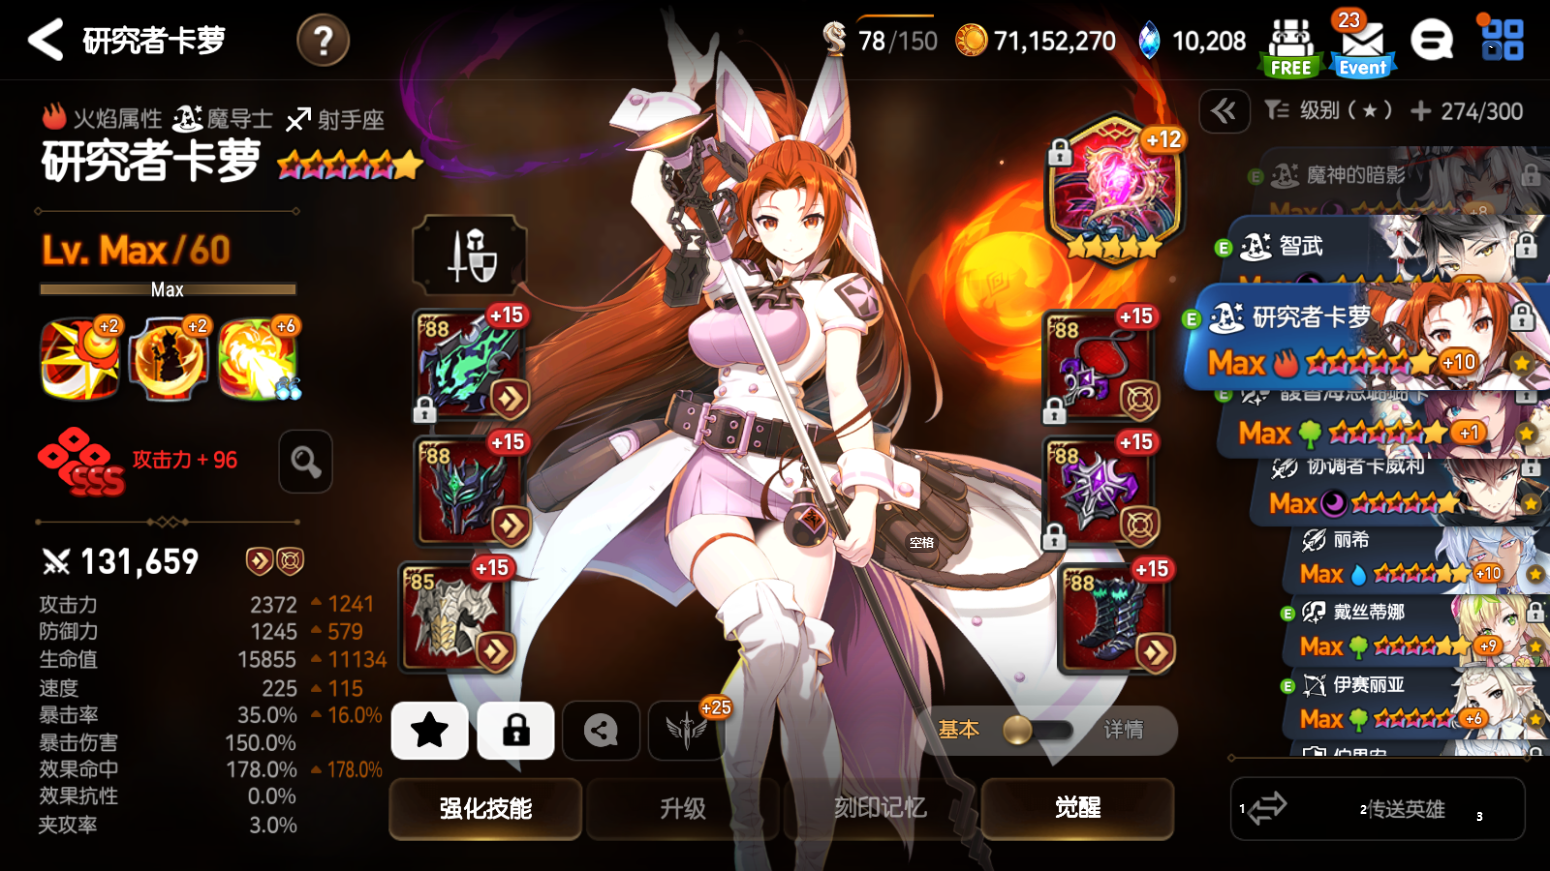 研究者卡萝
?
78/150
71,152,270
10,208
FREE
23
Event
火焰属性 魔导士 射手座
研究者卡萝
Lv. Max/60
Max
+2
+2
+6
SSS
攻击力 + 96
131,659
攻击力 2372 1241
防御力 1245 579
生命值 15855 11134
速度 225 115
暴击率 35.0% 16.0%
暴击伤害 150.0%
效果命中 178.0% 178.0%
效果抗性 0.0%
夹攻率 3.0%
88 +15
88 +15
85 +15
+12
88 +15
88 +15
88 +15
空格
+25
基本 详情
强化技能 升级 刻印记忆 觉醒
级别 ( ★ ) + 274/300
E 魔神的暗影
Max +8
E 智武
Max
E 研究者卡萝
Max +10
E
Max +1
协调者卡威利
Max
丽希
Max +10
E 戴丝蒂娜
Max +9
E 伊赛丽亚
Max +6
1 2 传送英雄 3